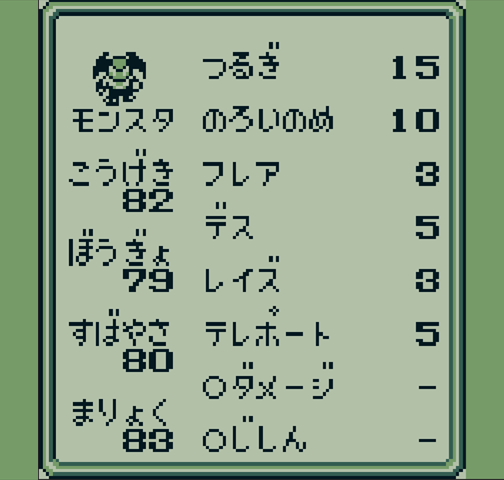 つるぎ 15
モンスタ のろいのめ 10
こうげき フレア 3
82
デス 5
ぼうぎょ
79 レイズ 3
すばやさ テレポート 5
80
○ダメージ -
まりょく
83 ○じしん -